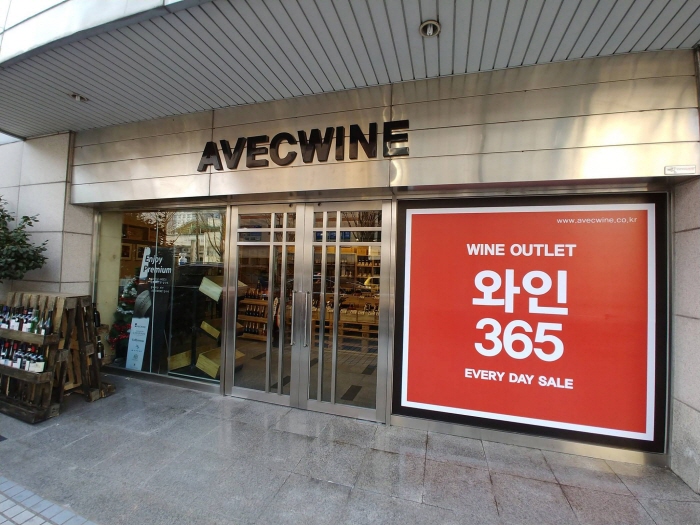 AVECWINE
Enjoy
Premium
www.avecwine.co.kr
WINE OUTLET
와인
365
EVERY DAY SALE